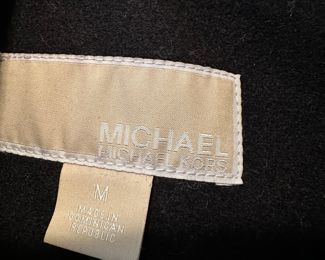 MICHAEL
MICHAEL KORS
M
MADE IN
DOMINICAN
REPUBLIC